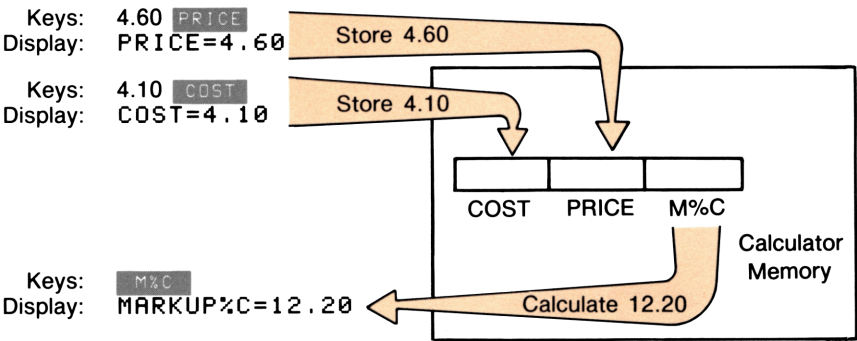 Keys: 4.60 PRICE
Display: PRICE=4.60
Store 4.60
Keys: 4.10 COST
Display: COST=4.10
Store 4.10
COST PRICE M%C
Calculator
Memory
Keys: M%C
Display: MARKUP%C=12.20
Calculate 12.20